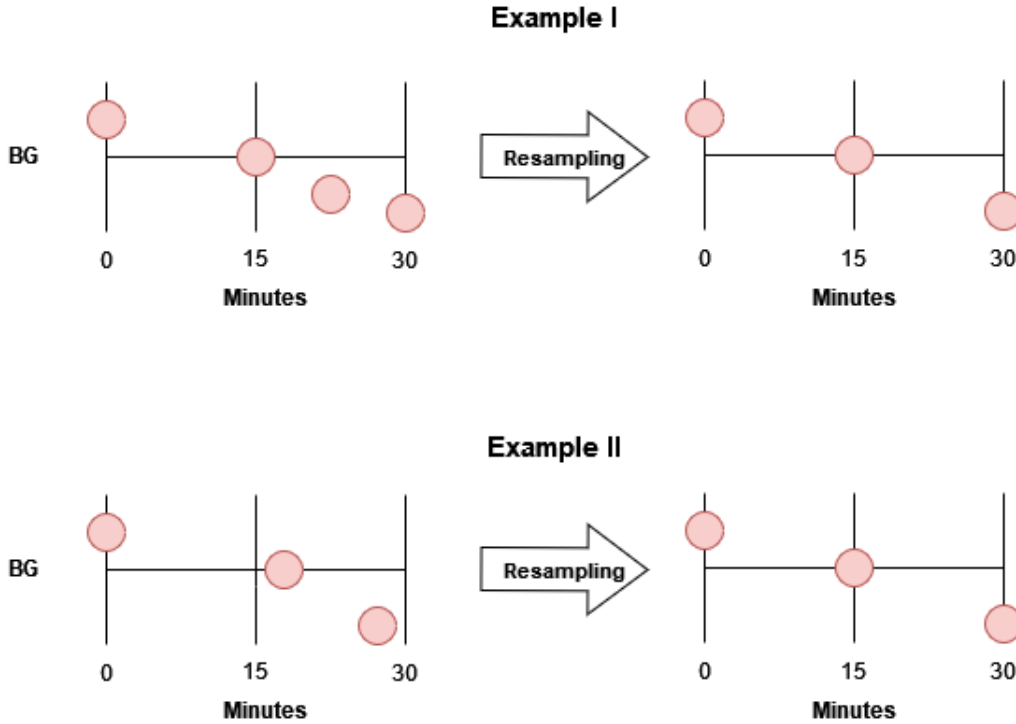 Example I
BG
Resampling
0 15 30
0 15 30
Minutes
Minutes
Example II
BG
Resampling
0 15 30
0 15 30
Minutes
Minutes